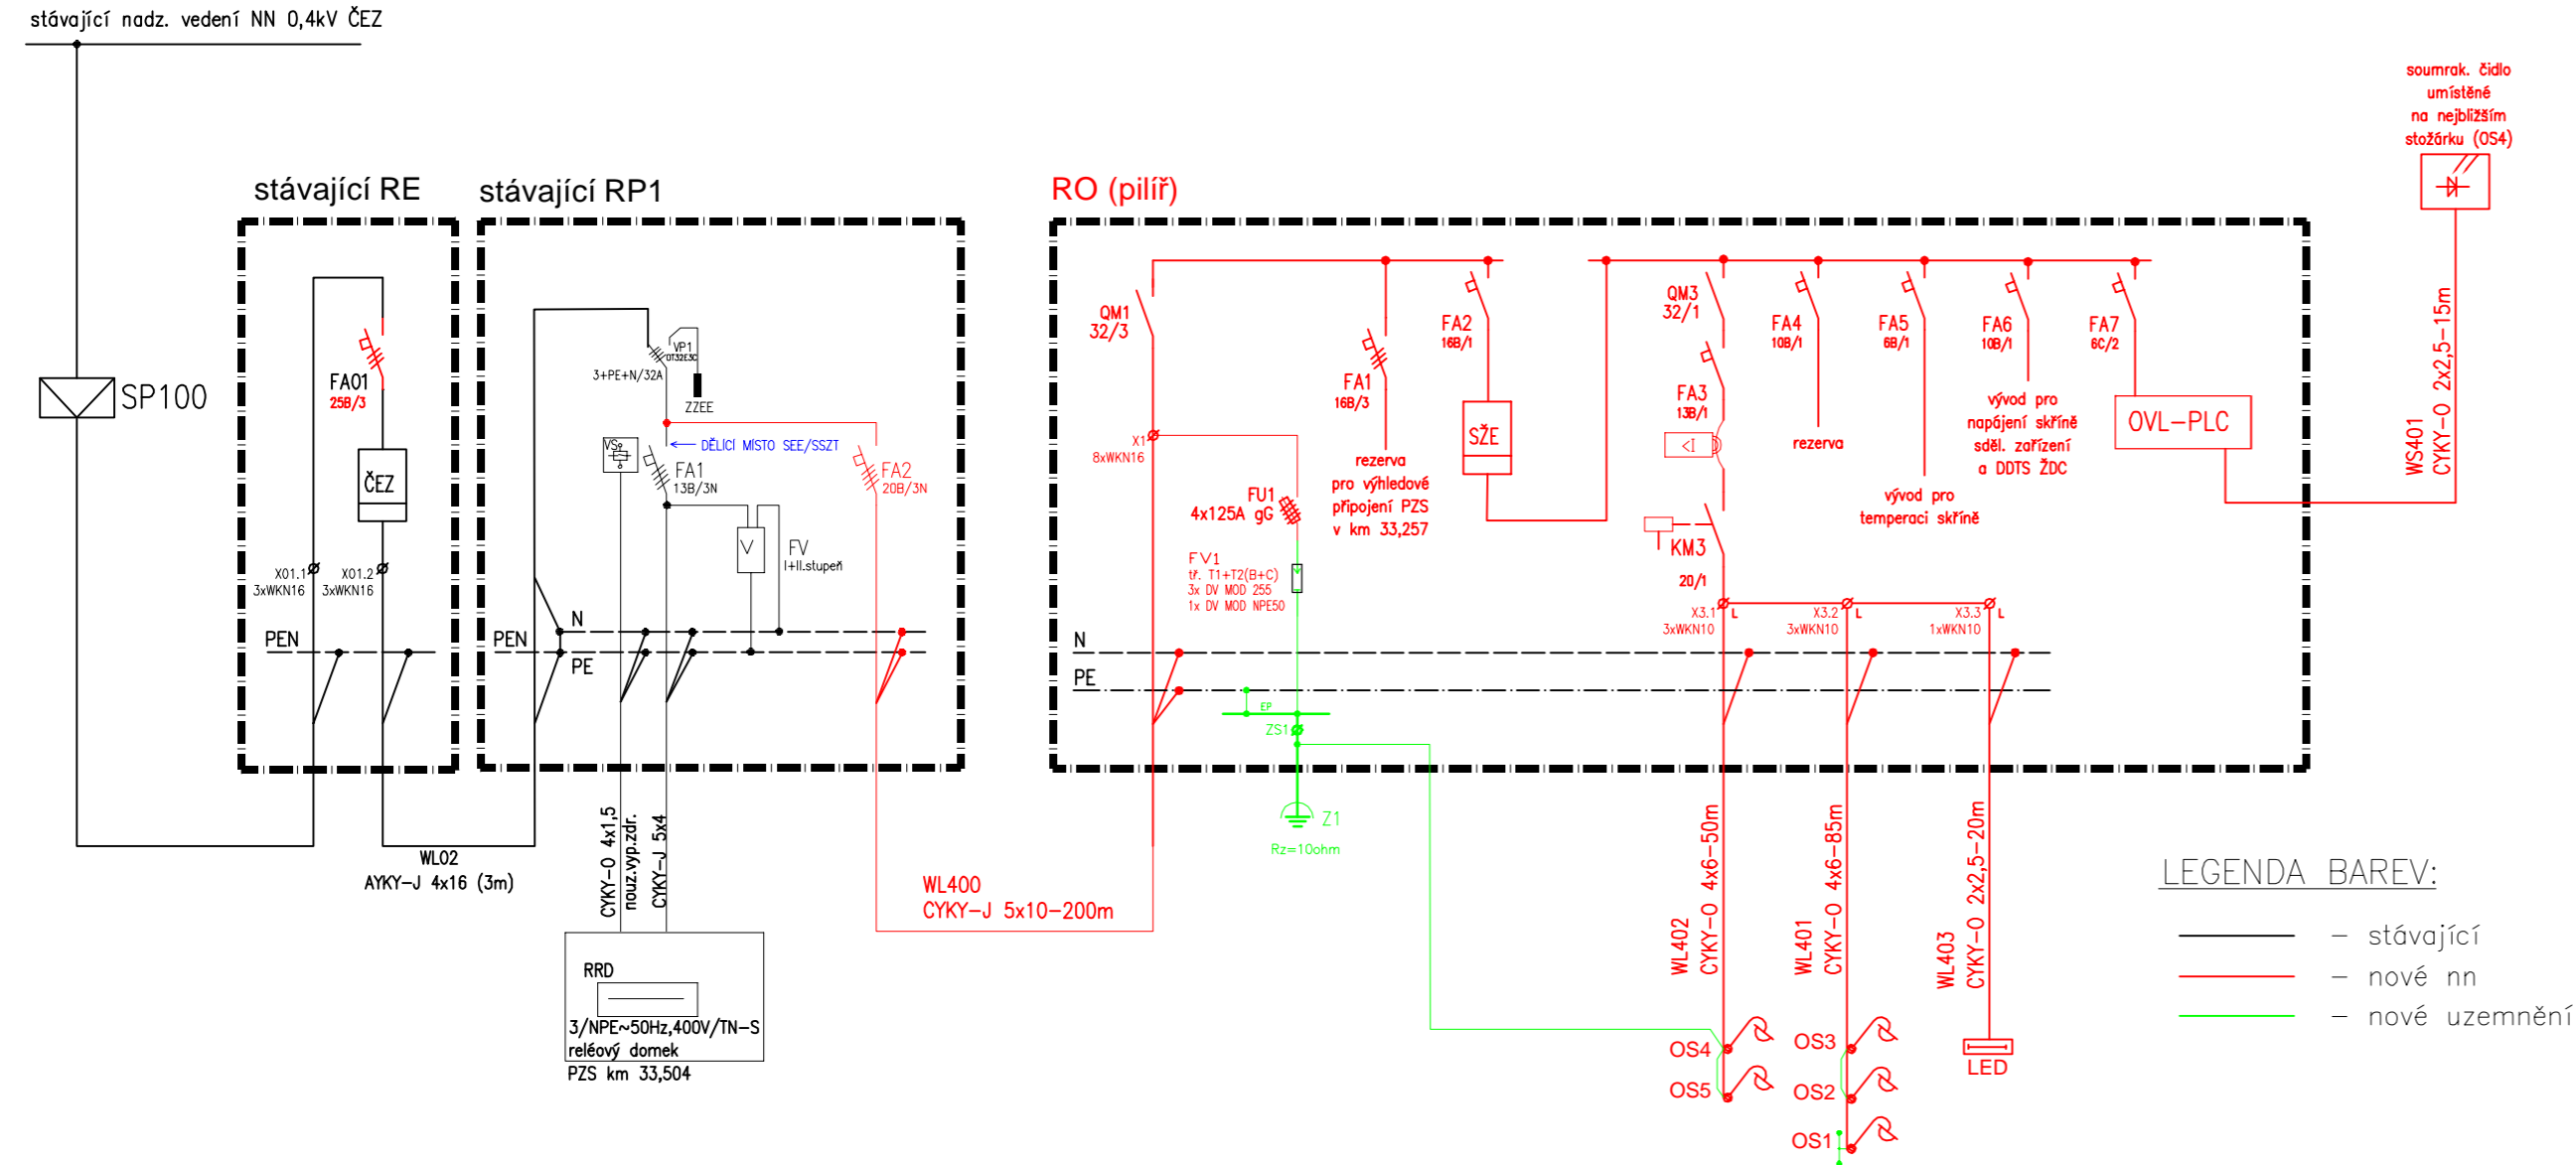 stávající nadz. vedení NN 0,4kV ČEZ
SP100
stávající RE
FA01
25B/3
ČEZ
X01.1
3xWKN16
X01.2
3xWKN16
PEN
WL02
AYKY-J 4x16 (3m)
stávající RP1
VP1
OT32E3C
3+PE+N/32A
ZZEE
DĚLÍCÍ MÍSTO SEE/SSZT
VS
FA1
13B/3N
FA2
20B/3N
FV
I+II.stupeň
N
PEN
PE
CYKY-O 4x1,5
nouz.vyp.zdr.
CYKY-J 5x4
RRD
3/NPE~50Hz,400V/TN-S
reléový domek
PZS km 33,504
WL400
CYKY-J 5x10-200m
RO (pilíř)
QM1
32/3
X1
8xWKN16
FU1
4x125A gG
FV1
tř. T1+T2(B+C)
3x DV MOD 255
1x DV MOD NPE50
FA1
16B/3
rezerva
pro výhledové
připojení PZS
v km 33,257
FA2
16B/1
SŽE
QM3
32/1
FA3
13B/1
<I
KM3
20/1
FA4
10B/1
rezerva
FA5
6B/1
vývod pro
temperaci skříně
FA6
10B/1
vývod pro
napájení skříně
sděl. zařízení
a DDTS ŽDC
FA7
6C/2
OVL-PLC
X3.1
L
3xWKN10
X3.2
L
3xWKN10
X3.3
L
1xWKN10
N
PE
EP
ZS1
Z1
Rz=10ohm
WL402
CYKY-O 4x6-50m
WL401
CYKY-O 4x6-85m
WL403
CYKY-O 2x2,5-20m
OS4
OS5
OS3
OS2
OS1
LED
soumrak. čidlo
umístěné
na nejbližším
stožárku (OS4)
WS401
CYKY-O 2x2,5-15m
LEGENDA BAREV:
- stávající
- nové nn
- nové uzemnění